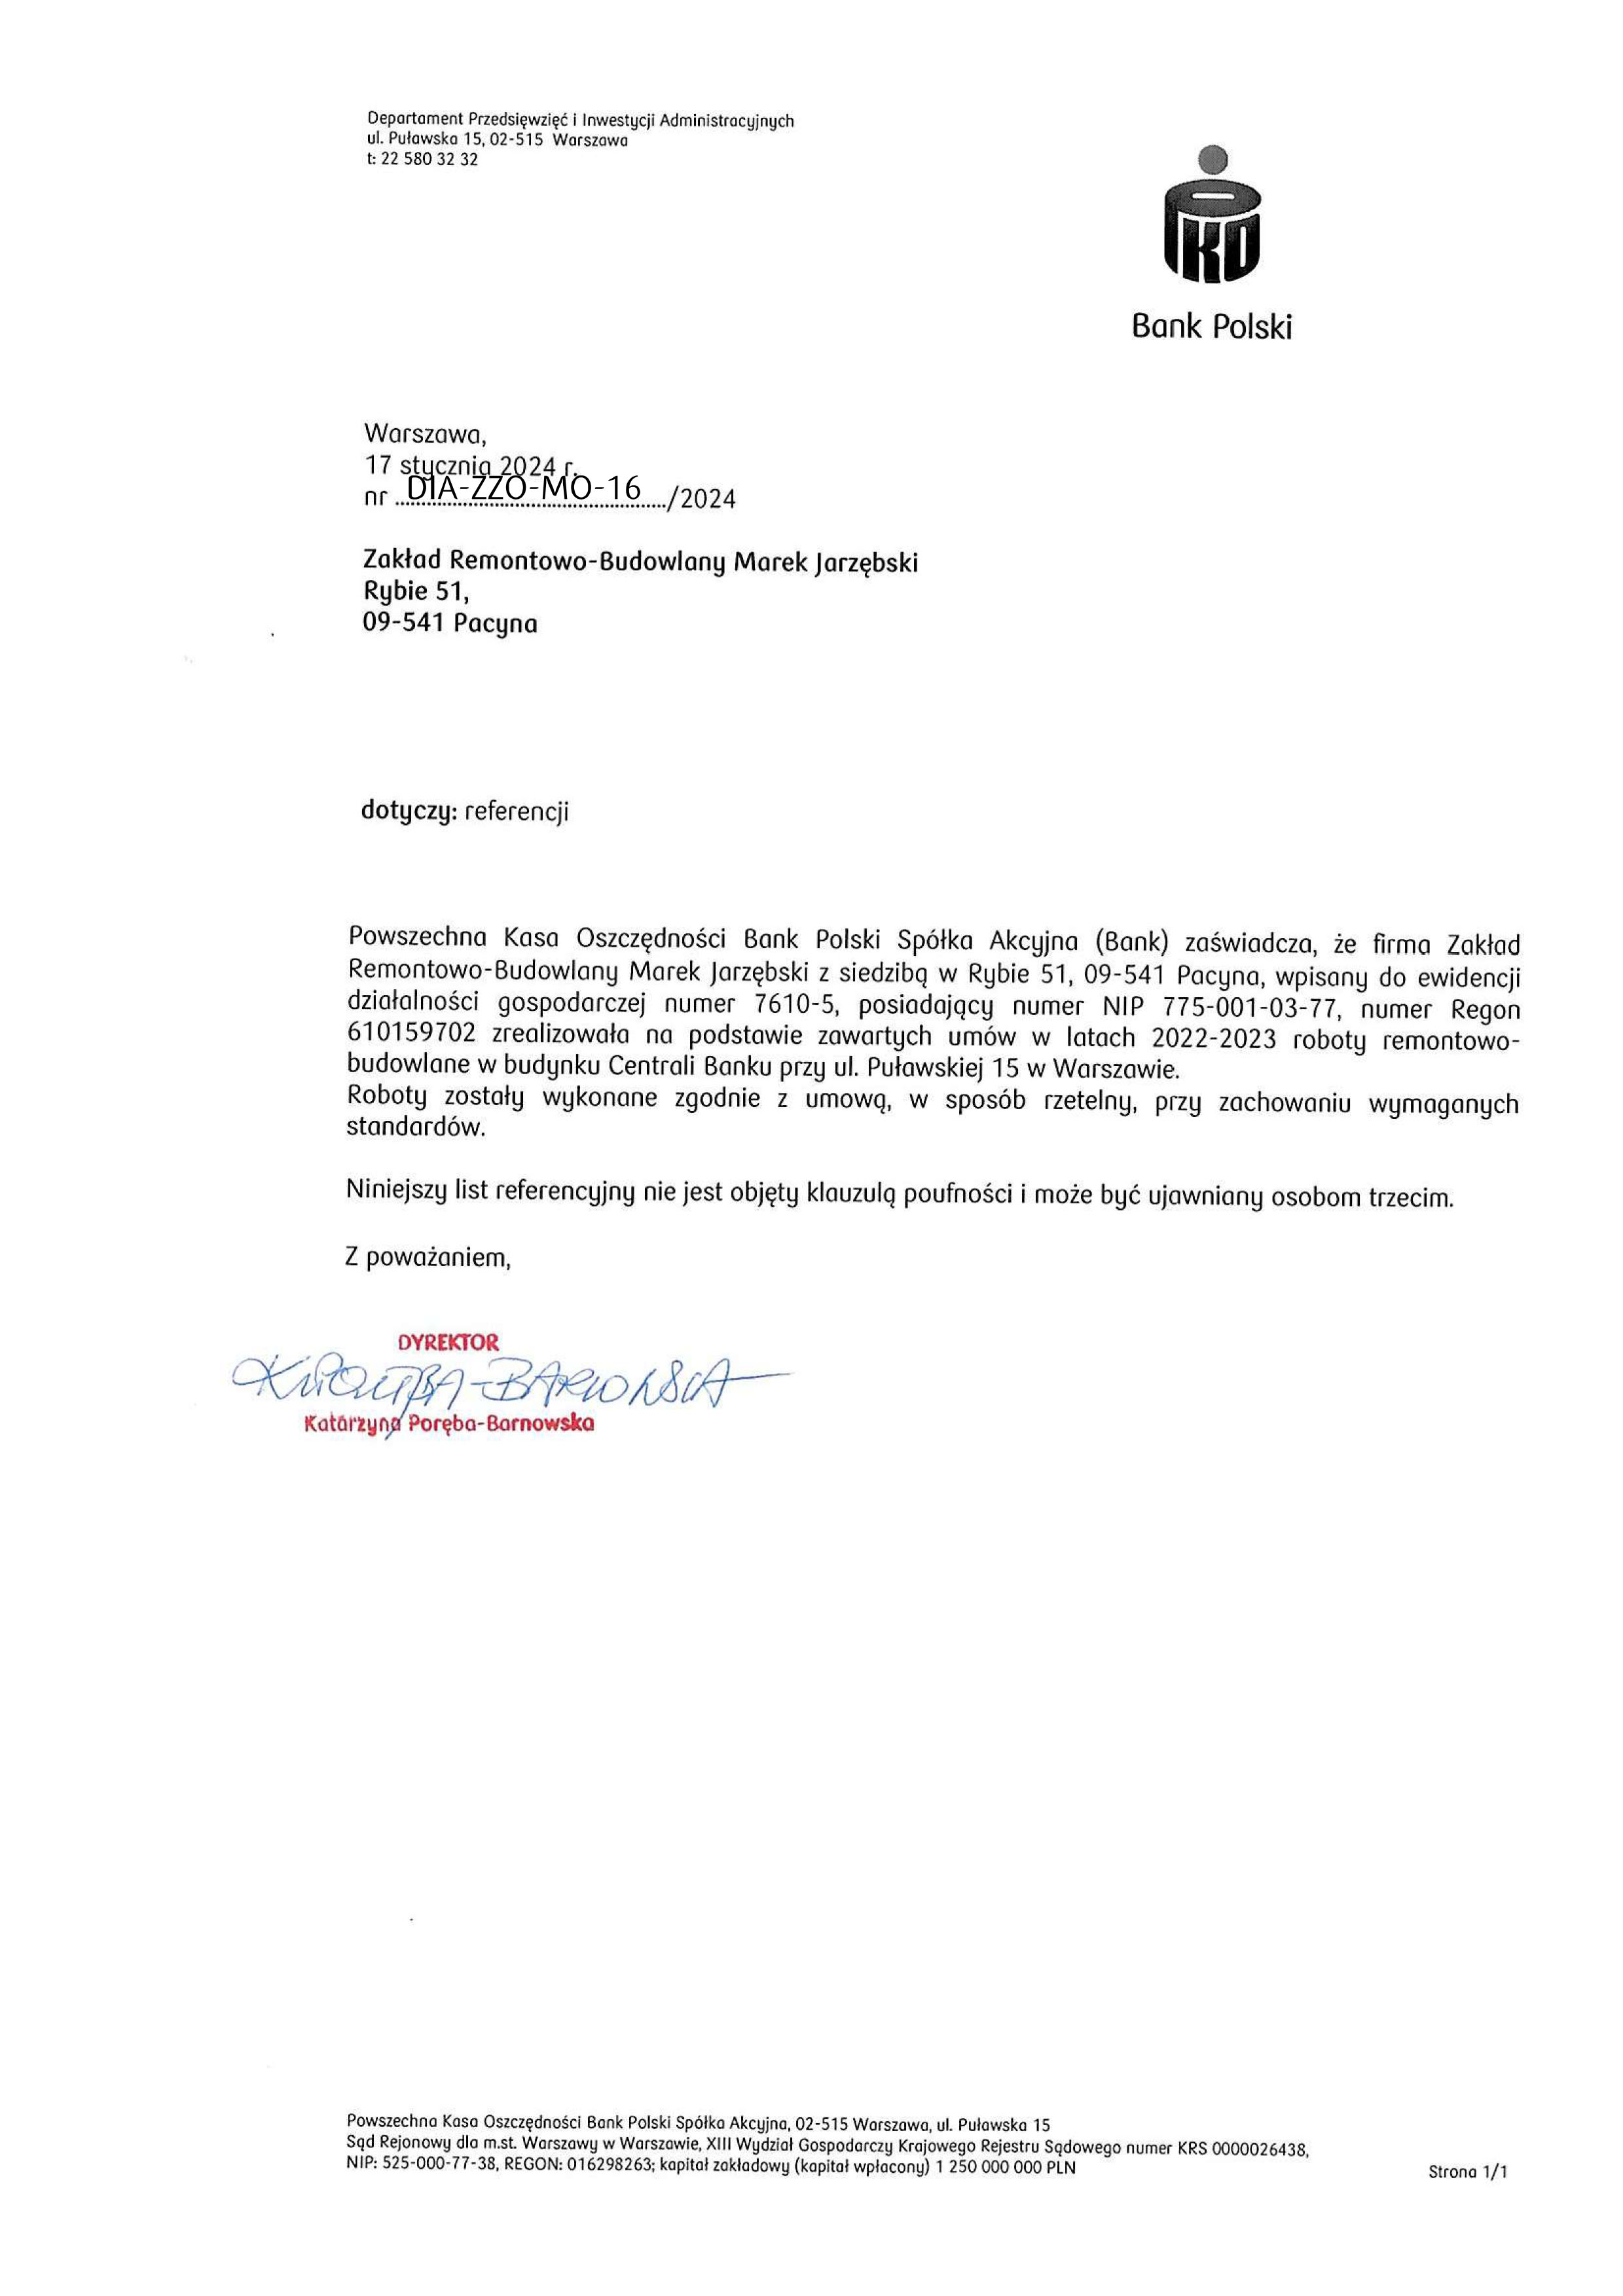 Departament Przedsięwzięć i Inwestycji Administracyjnych
ul. Puławska 15, 02-515 Warszawa
t: 22 580 32 32
PKO
Bank Polski
Warszawa,
17 stycznia 2024 r.
nr DIA-ZZO-MO-16 /2024
Zakład Remontowo-Budowlany Marek Jarzębski
Rybie 51,
09-541 Pacyna
dotyczy: referencji
Powszechna Kasa Oszczędności Bank Polski Spółka Akcyjna (Bank) zaświadcza, że firma Zakład
Remontowo-Budowlany Marek Jarzębski z siedzibą w Rybie 51, 09-541 Pacyna, wpisany do ewidencji
działalności gospodarczej numer 7610-5, posiadający numer NIP 775-001-03-77, numer Regon
610159702 zrealizowała na podstawie zawartych umów w latach 2022-2023 roboty remontowo-
budowlane w budynku Centrali Banku przy ul. Puławskiej 15 w Warszawie.
Roboty zostały wykonane zgodnie z umową, w sposób rzetelny, przy zachowaniu wymaganych
standardów.
Niniejszy list referencyjny nie jest objęty klauzulą poufności i może być ujawniany osobom trzecim.
Z poważaniem,
DYREKTOR
Katarzyna Poręba-Barnowska
Powszechna Kasa Oszczędności Bank Polski Spółka Akcyjna, 02-515 Warszawa, ul. Puławska 15
Sąd Rejonowy dla m.st. Warszawy w Warszawie, XIII Wydział Gospodarczy Krajowego Rejestru Sądowego numer KRS 0000026438,
NIP: 525-000-77-38, REGON: 016298263; kapitał zakładowy (kapitał wpłacony) 1 250 000 000 PLN
Strona 1/1